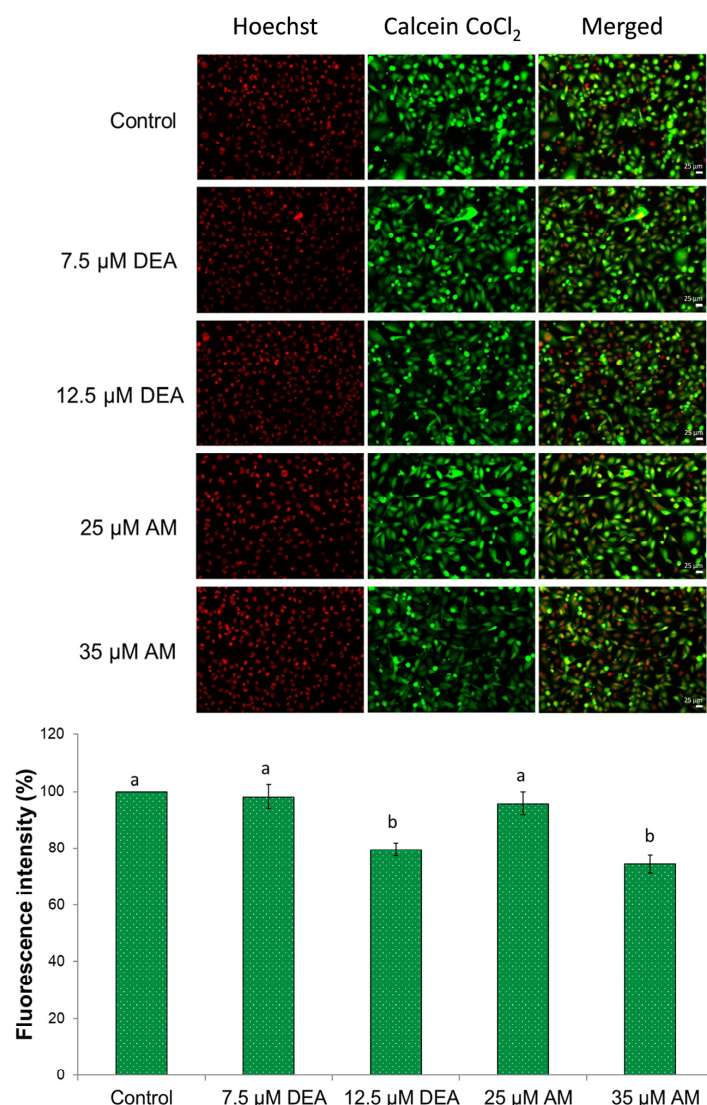 Hoechst Calcein CoCl₂ Merged
Control
25 µm
7.5 µM DEA
25 µm
12.5 µM DEA
25 µm
25 µM AM
25 µm
35 µM AM
25 µm
Fluorescence intensity (%)
120
100
80
60
40
20
0
a
a
b
a
b
Control 7.5 µM DEA 12.5 µM DEA 25 µM AM 35 µM AM